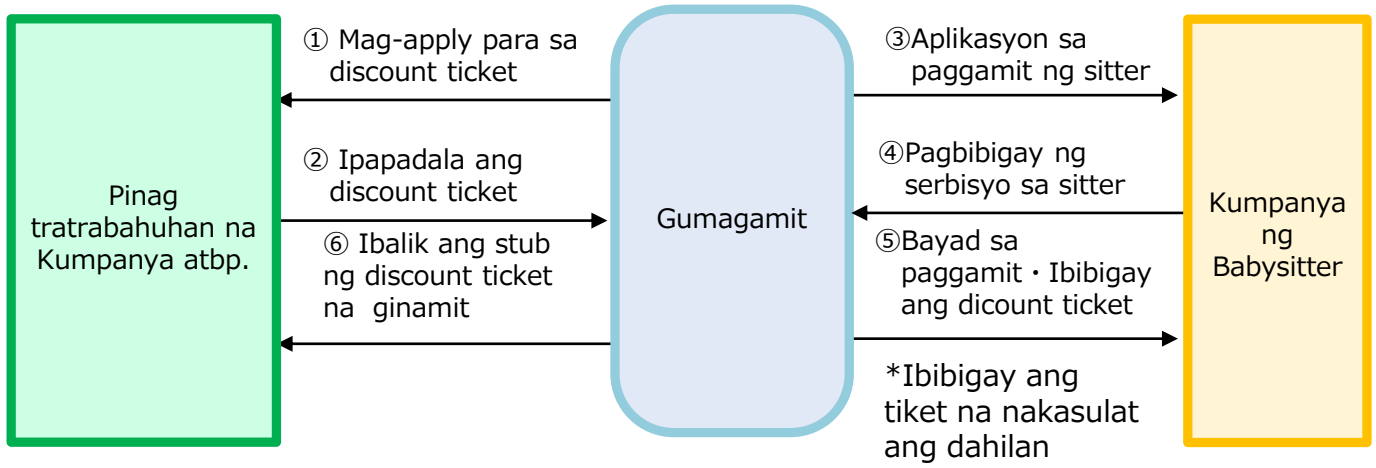 Pinag
tratrabahuhan na
Kumpanya atbp.
① Mag-apply para sa
discount ticket
② Ipapadala ang
discount ticket
⑥ Ibalik ang stub
ng discount ticket
na ginamit
Gumagamit
③Aplikasyon sa
paggamit ng sitter
④Pagbibigay ng
serbisyo sa sitter
⑤Bayad sa
paggamit・Ibibigay
ang dicount ticket
*Ibibigay ang
tiket na nakasulat
ang dahilan
Kumpanya
ng
Babysitter